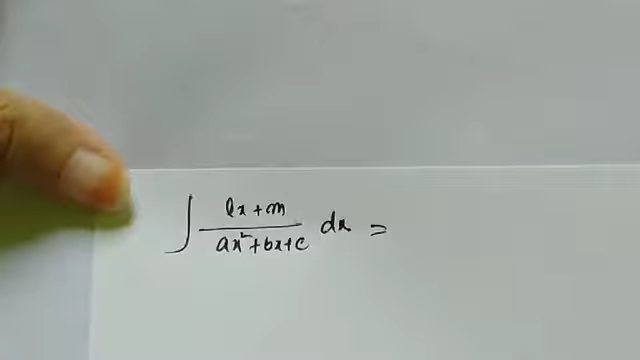 ∫ (lx+m)/(ax²+bx+c) dx =